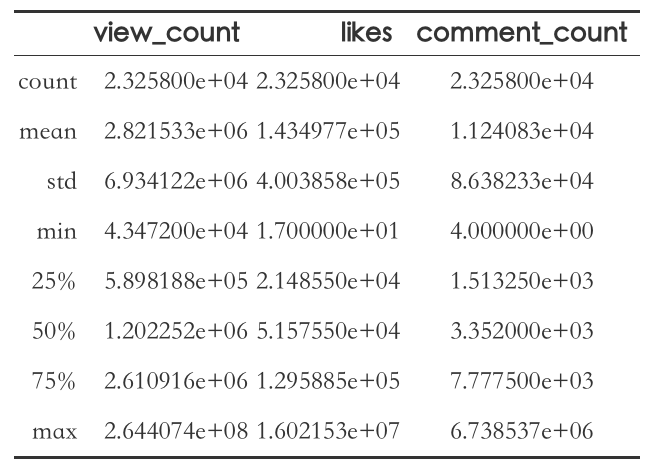 view_count likes comment_count
count 2.325800e+04 2.325800e+04 2.325800e+04
mean 2.821533e+06 1.434977e+05 1.124083e+04
std 6.934122e+06 4.003858e+05 8.638233e+04
min 4.347200e+04 1.700000e+01 4.000000e+00
25% 5.898188e+05 2.148550e+04 1.513250e+03
50% 1.202252e+06 5.157550e+04 3.352000e+03
75% 2.610916e+06 1.295885e+05 7.777500e+03
max 2.644074e+08 1.602153e+07 6.738537e+06